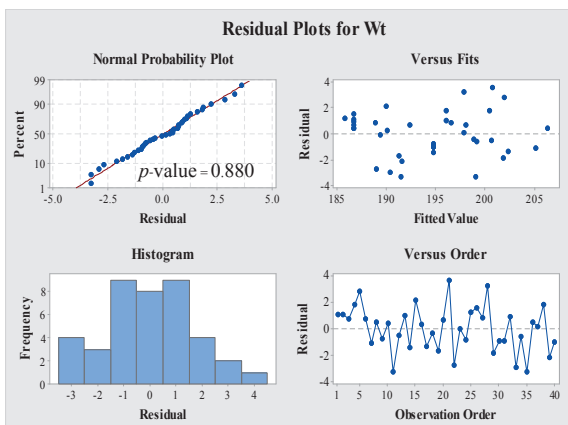 Residual Plots for Wt
Normal Probability Plot
Percent
99
90
50
10
1
-5.0 -2.5 0.0 2.5 5.0
p-value = 0.880
Residual
Versus Fits
Residual
4
2
0
-2
-4
185 190 195 200 205
Fitted Value
Histogram
Frequency
8
6
4
2
0
-3 -2 -1 0 1 2 3 4
Residual
Versus Order
Residual
4
2
0
-2
-4
1 5 10 15 20 25 30 35 40
Observation Order